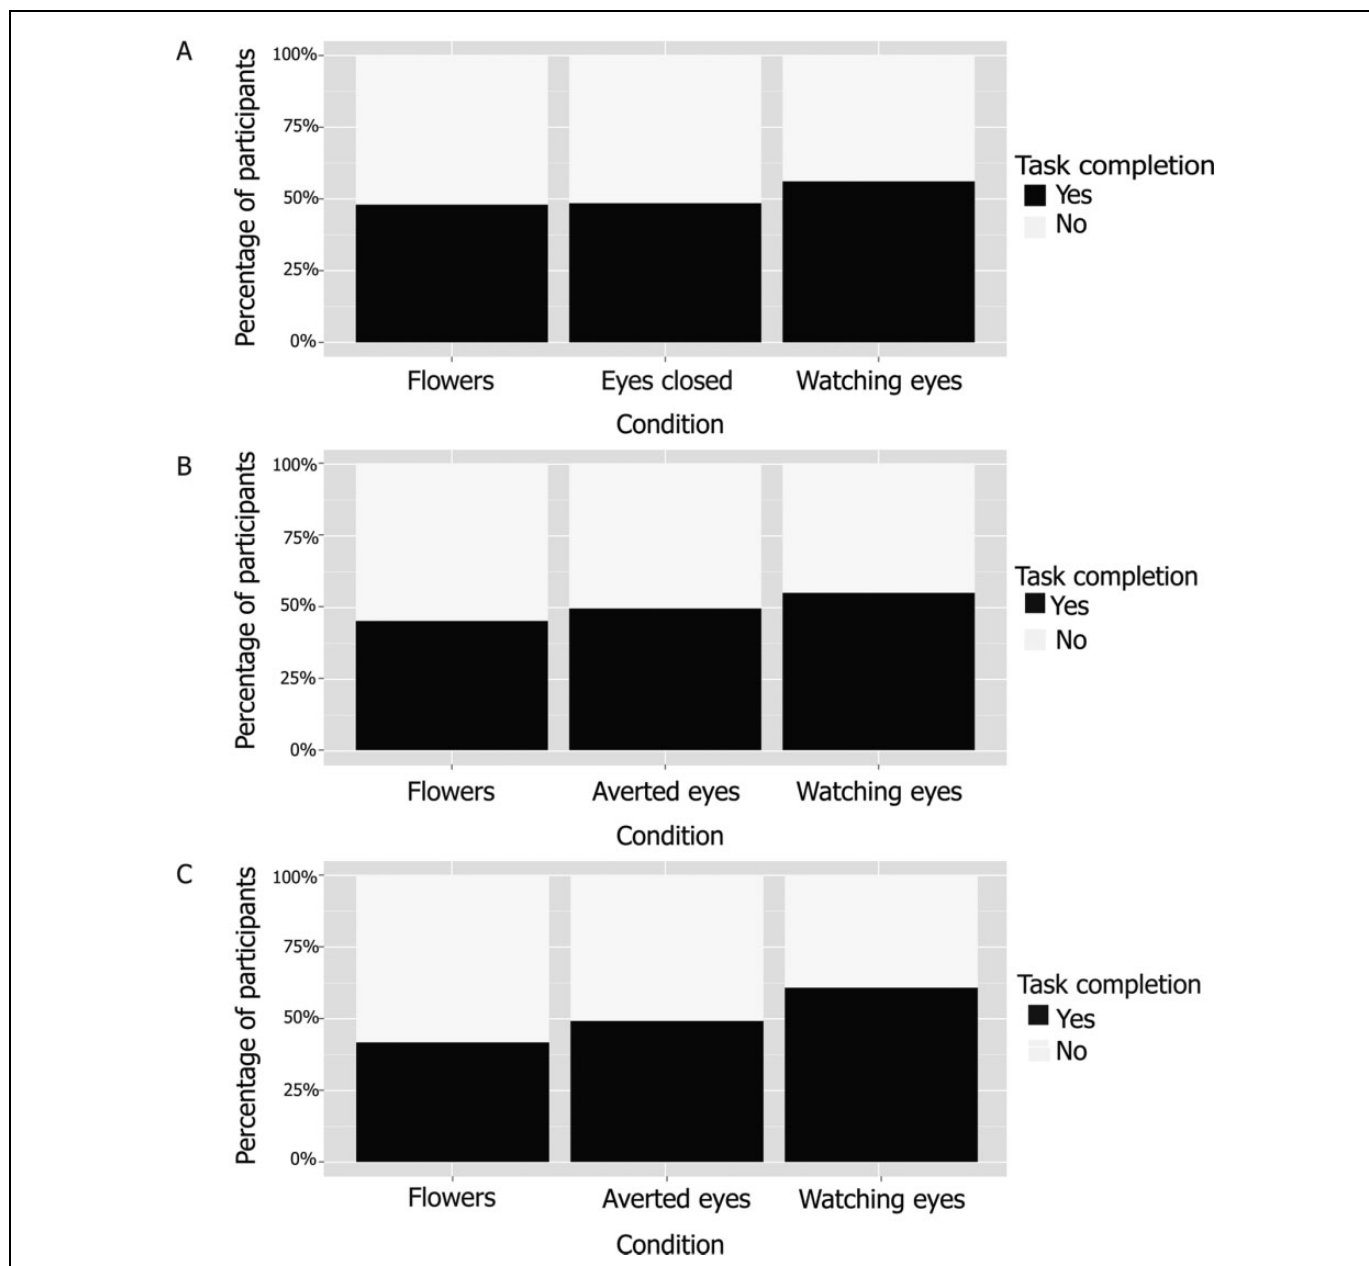 A
Percentage of participants
100%
75%
50%
25%
0%
Flowers Eyes closed Watching eyes
Condition
Task completion
Yes
No
B
Percentage of participants
100%
75%
50%
25%
0%
Flowers Averted eyes Watching eyes
Condition
Task completion
Yes
No
C
Percentage of participants
100%
75%
50%
25%
0%
Flowers Averted eyes Watching eyes
Condition
Task completion
Yes
No